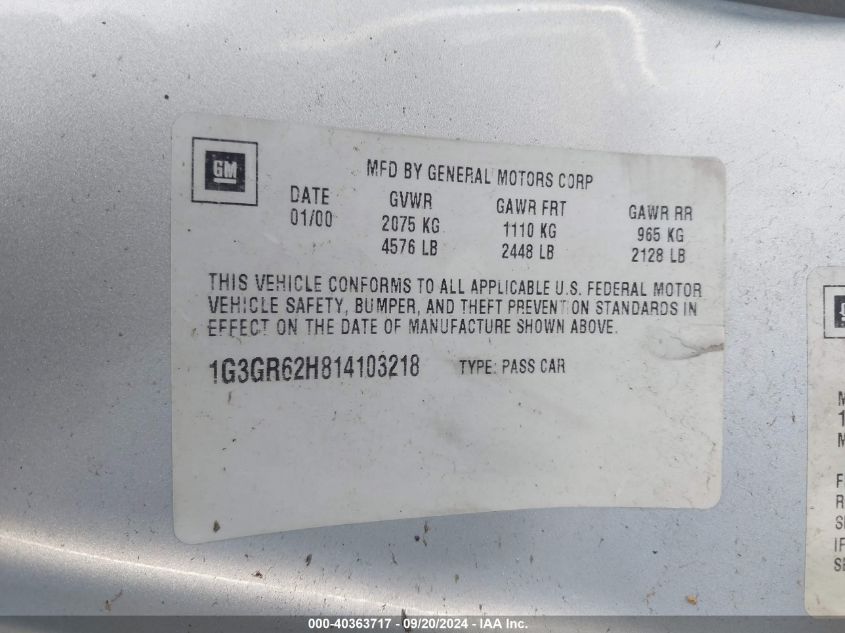 GM
MFD BY GENERAL MOTORS CORP
DATE GVWR GAWR FRT GAWR RR
01/00 2075 KG 1110 KG 965 KG
4576 LB 2448 LB 2128 LB
THIS VEHICLE CONFORMS TO ALL APPLICABLE U.S. FEDERAL MOTOR
VEHICLE SAFETY, BUMPER, AND THEFT PREVENTION STANDARDS IN
EFFECT ON THE DATE OF MANUFACTURE SHOWN ABOVE.
1G3GR62H814103218 TYPE: PASS CAR
000-40363717 - 09/20/2024 - IAA Inc.